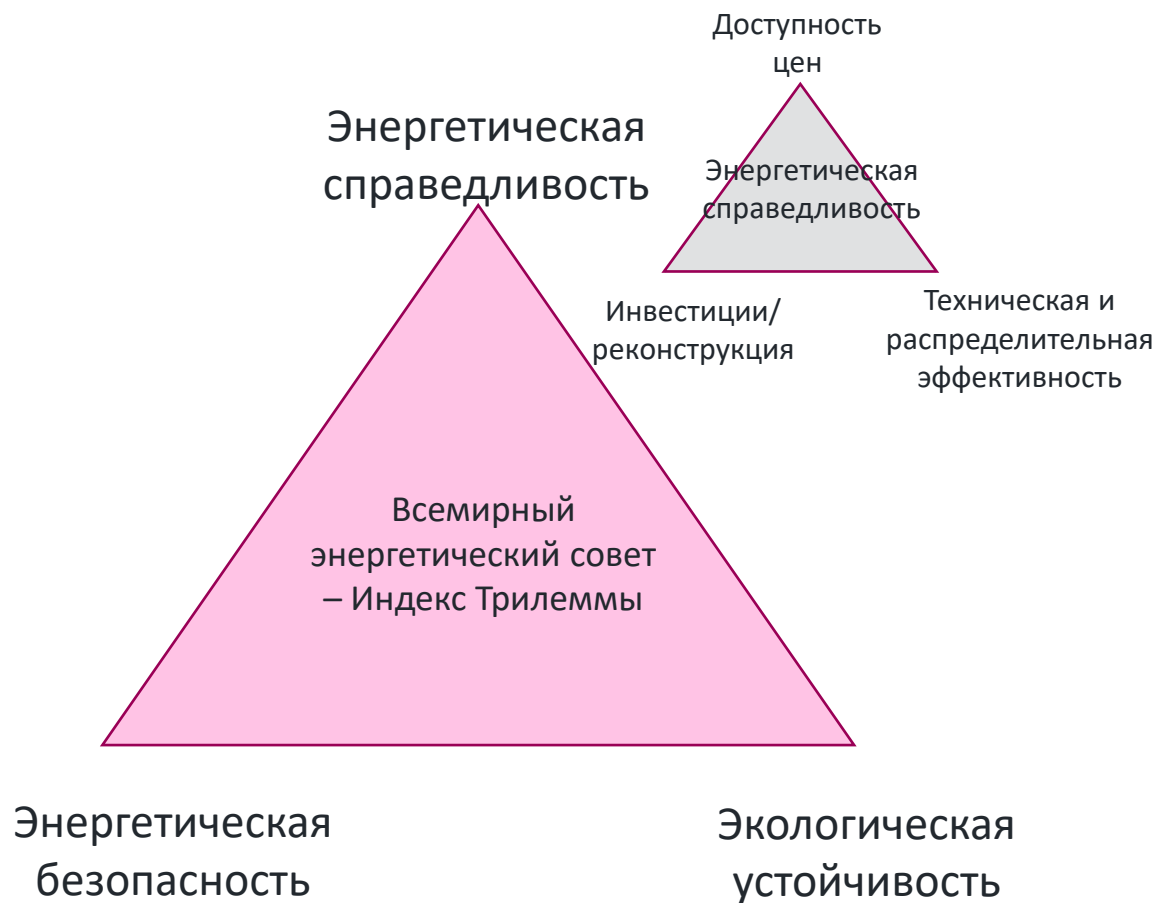 Доступность
цен
Энергетическая
справедливость
Энергетическая
справедливость
Инвестиции/
реконструкция
Техническая и
распределительная
эффективность
Всемирный
энергетический совет
– Индекс Трилеммы
Энергетическая
безопасность
Экологическая
устойчивость